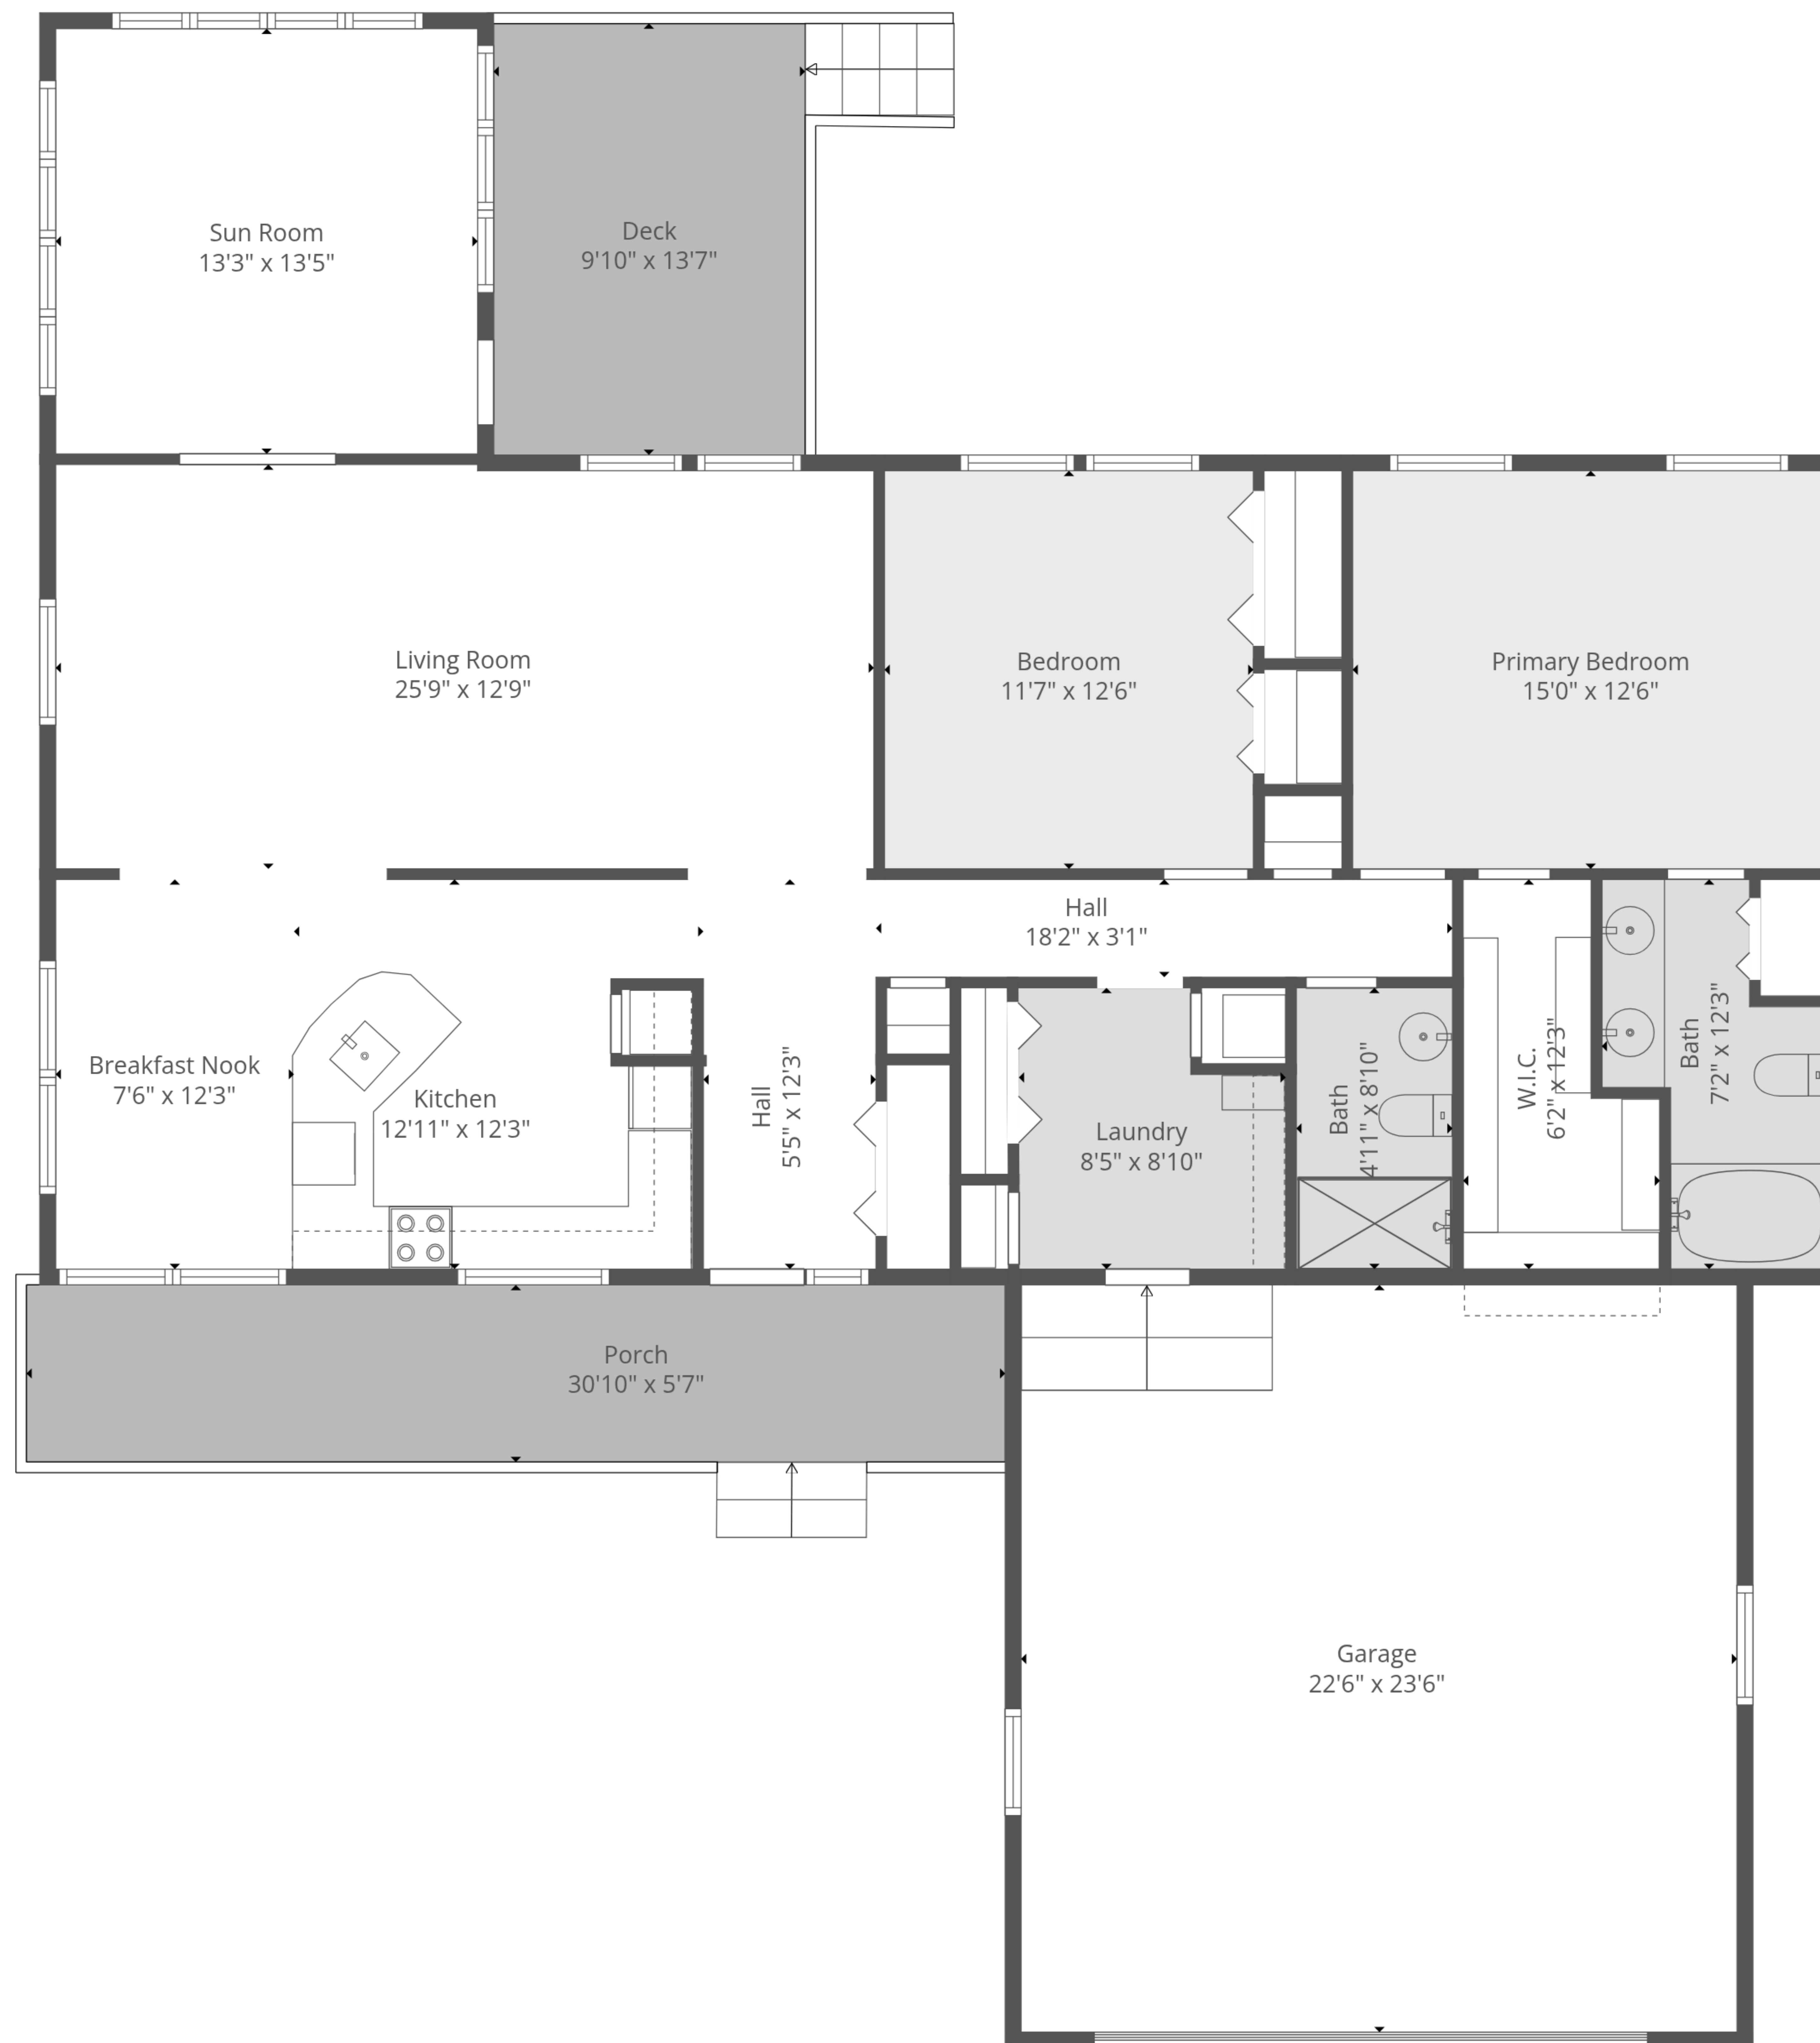 Sun Room
13'3" x 13'5"
Deck
9'10" x 13'7"
Living Room
25'9" x 12'9"
Bedroom
11'7" x 12'6"
Primary Bedroom
15'0" x 12'6"
Hall
18'2" x 3'1"
Breakfast Nook
7'6" x 12'3"
Kitchen
12'11" x 12'3"
Hall
5'5" x 12'3"
Laundry
8'5" x 8'10"
Bath
4'11" x 8'10"
W.I.C.
6'2" x 12'3"
Bath
7'2" x 12'3"
Porch
30'10" x 5'7"
Garage
22'6" x 23'6"